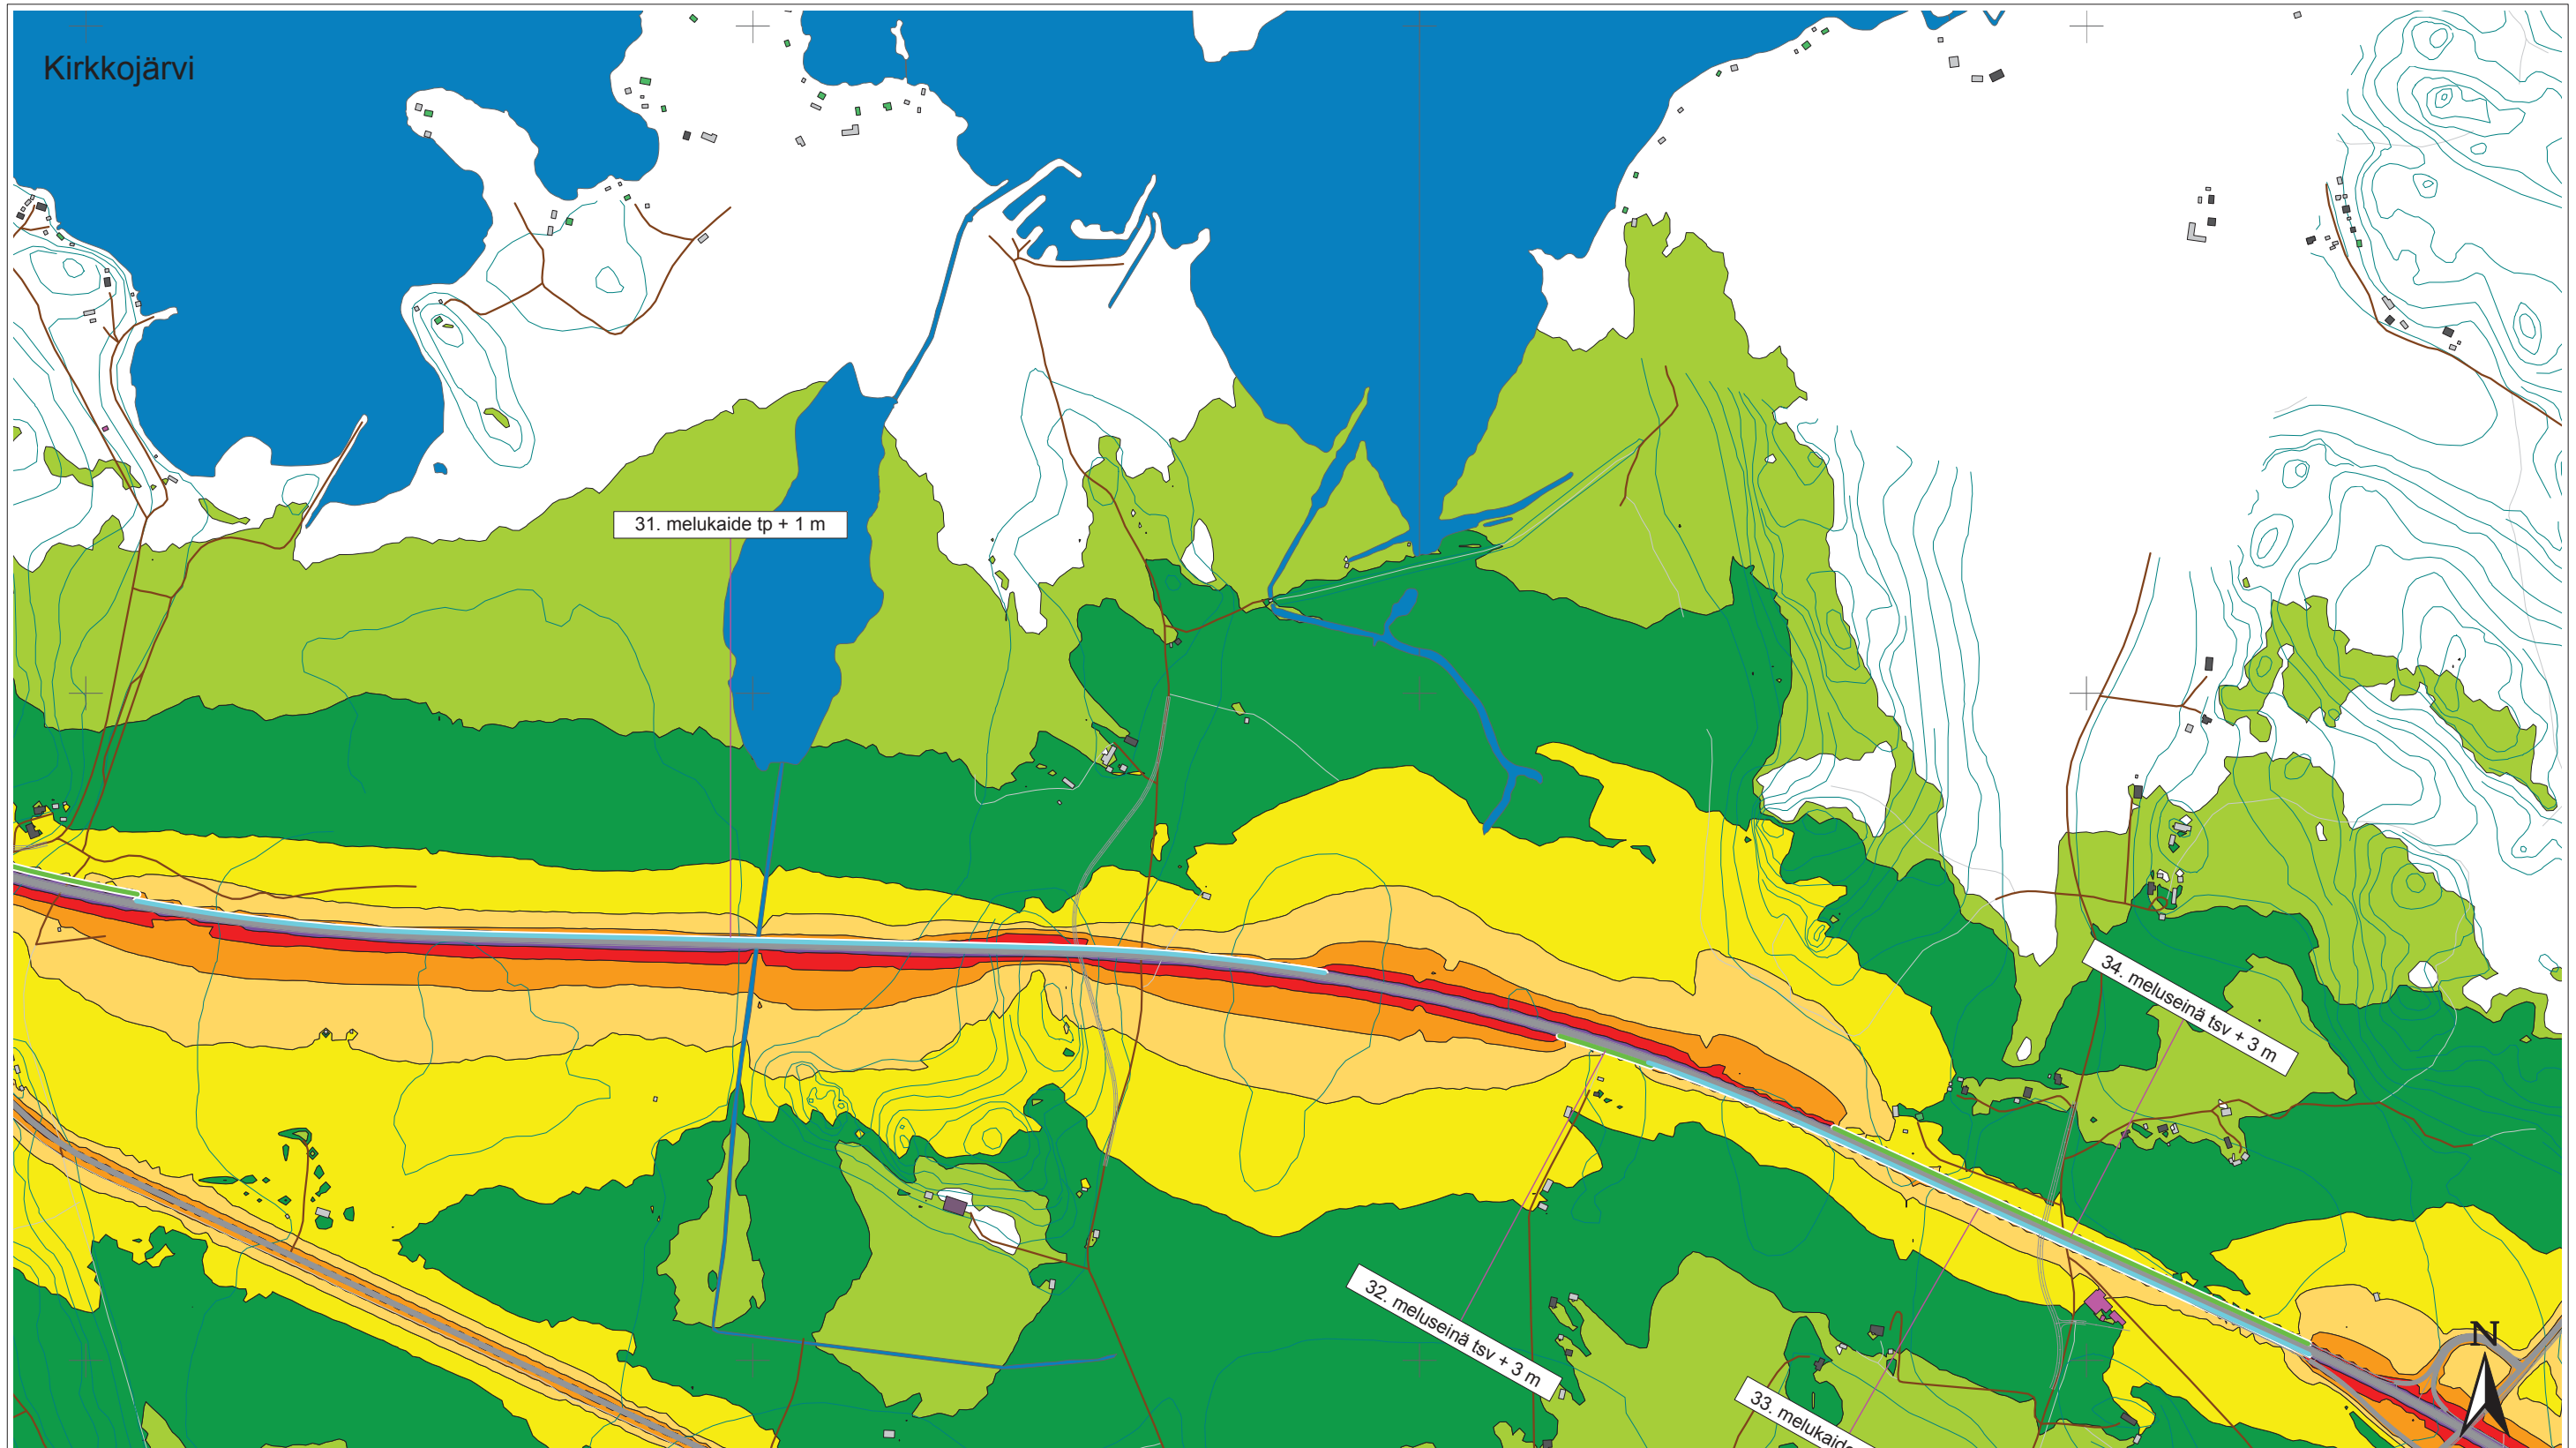 Kirkkojärvi
31. melukaide tp + 1 m
34. meluseinä tsv + 3 m
32. meluseinä tsv + 3 m
33. melukaide
N